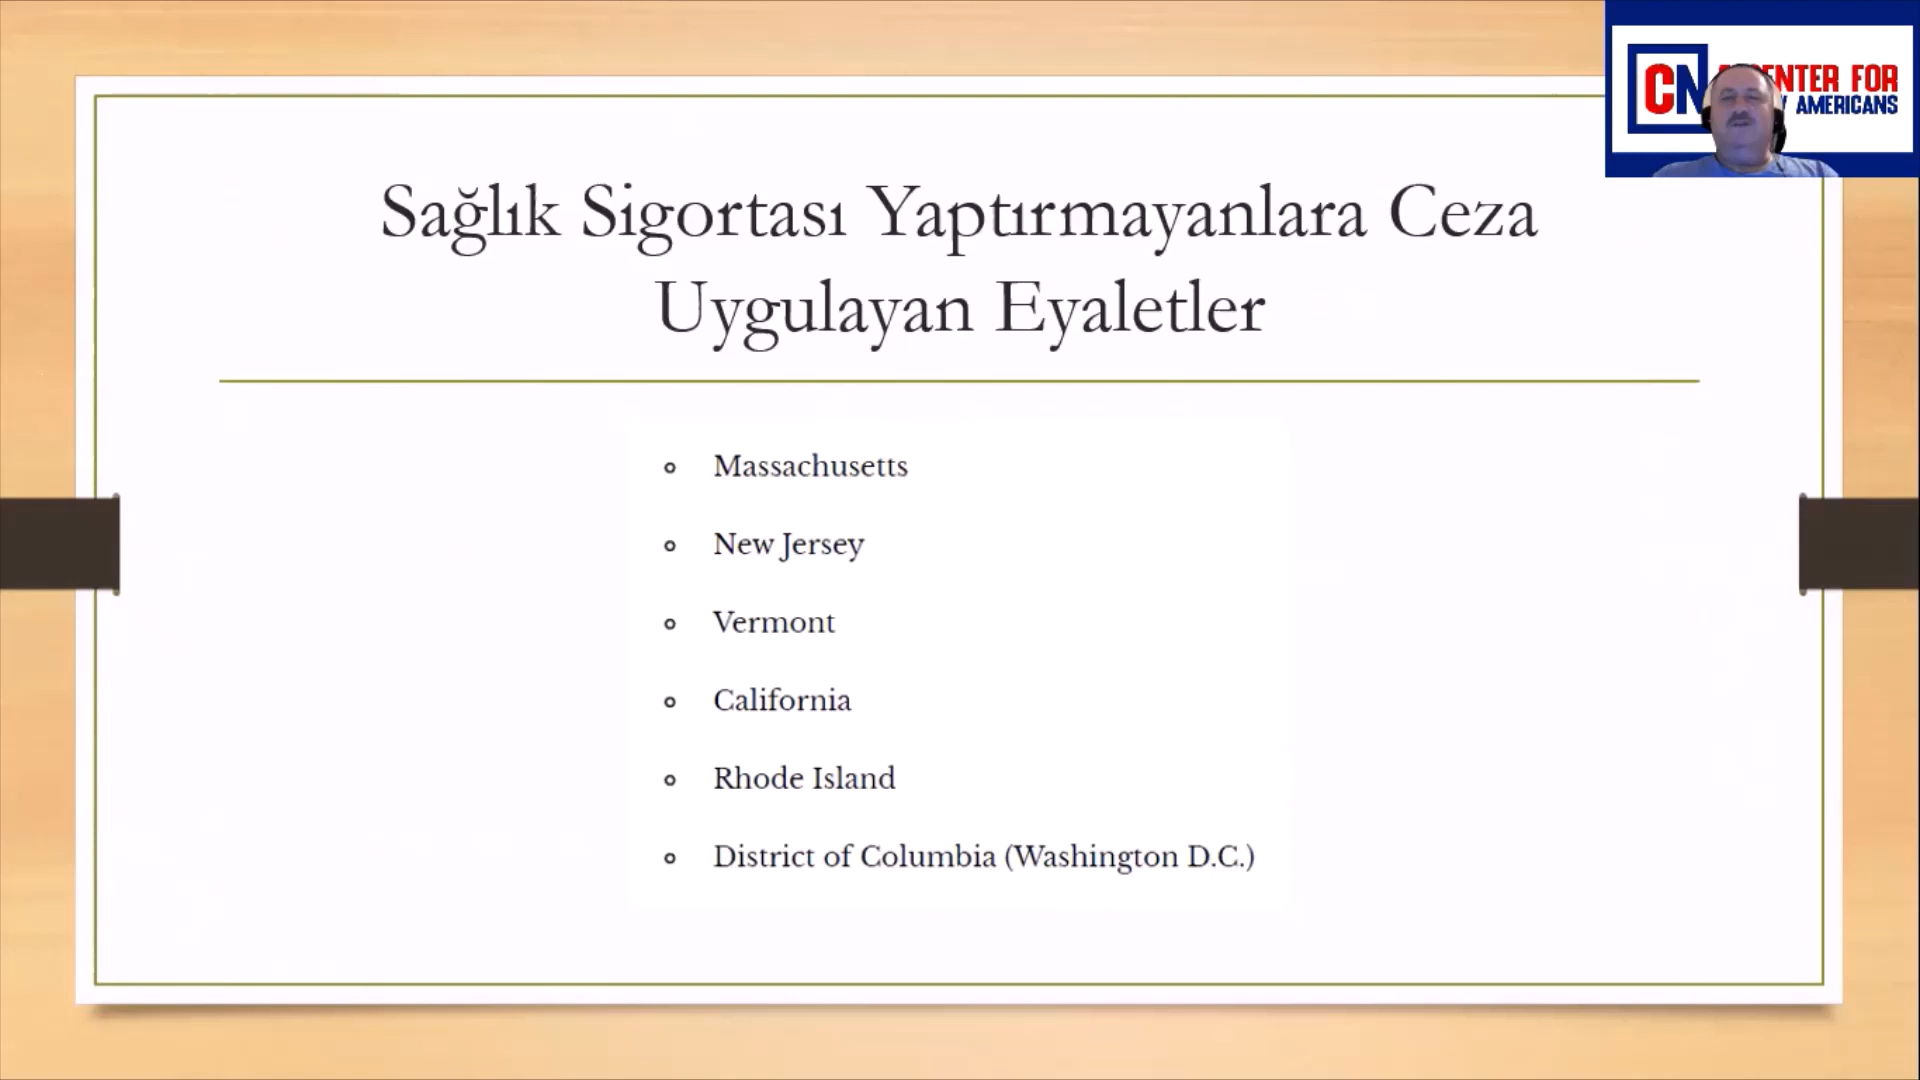 CN CENTER FOR
AMERICANS
Sağlık Sigortası Yaptırmayanlara Ceza
Uygulayan Eyaletler
Massachusetts
New Jersey
Vermont
California
Rhode Island
District of Columbia (Washington D.C.)